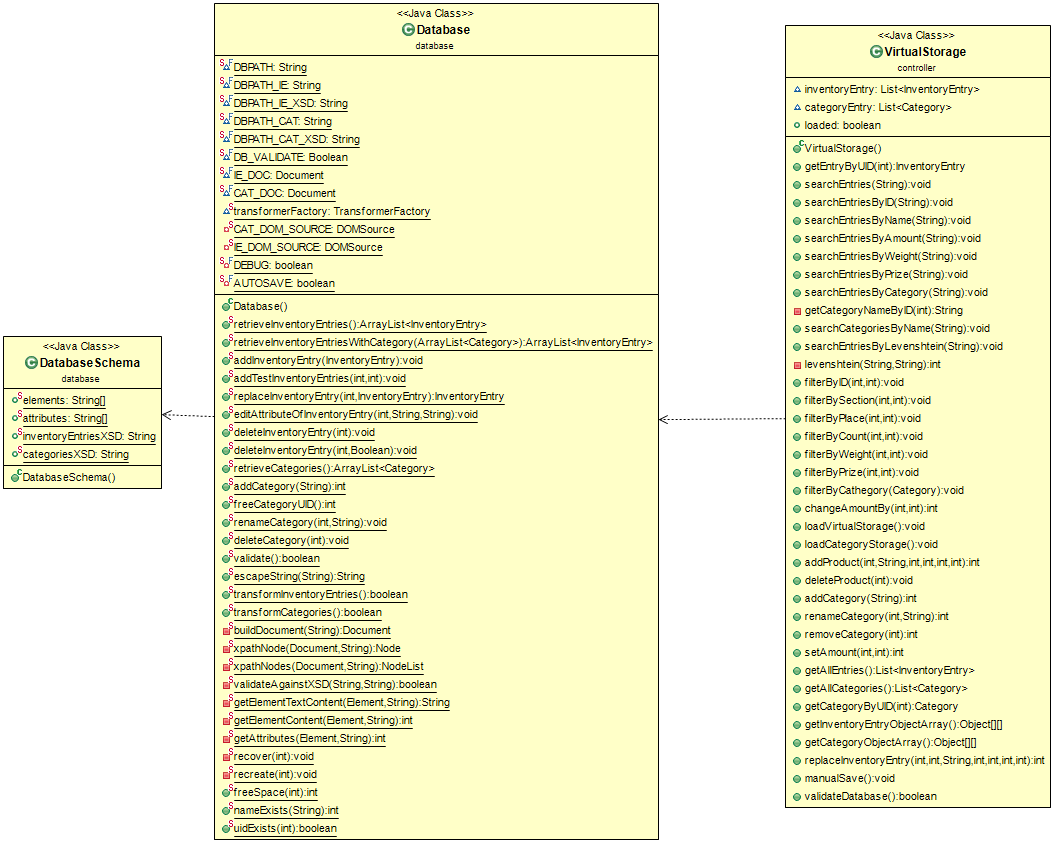 <<Java Class>>
DatabaseSchema
database
elements: String[]
attributes: String[]
inventoryEntriesXSD: String
categoriesXSD: String
DatabaseSchema()
<<Java Class>>
Database
database
DBPATH: String
DBPATH_IE: String
DBPATH_IE_XSD: String
DBPATH_CAT: String
DBPATH_CAT_XSD: String
DB_VALIDATE: Boolean
IE_DOC: Document
CAT_DOC: Document
transformerFactory: TransformerFactory
CAT_DOM_SOURCE: DOMSource
IE_DOM_SOURCE: DOMSource
DEBUG: boolean
AUTOSAVE: boolean
Database()
retrieveInventoryEntries():ArrayList<InventoryEntry>
retrieveInventoryEntriesWithCategory(ArrayList<Category>):ArrayList<InventoryEntry>
addInventoryEntry(InventoryEntry):void
addTestInventoryEntries(int,int):void
replaceInventoryEntry(int,InventoryEntry):InventoryEntry
editAttributeOfInventoryEntry(int,String,String):void
deleteInventoryEntry(int):void
deleteInventoryEntry(int,Boolean):void
retrieveCategories():ArrayList<Category>
addCategory(String):int
freeCategoryUID():int
renameCategory(int,String):void
deleteCategory(int):void
validate():boolean
escapeString(String):String
transformInventoryEntries():boolean
transformCategories():boolean
buildDocument(String):Document
xpathNode(Document,String):Node
xpathNodes(Document,String):NodeList
validateAgainstXSD(String,String):boolean
getElementTextContent(Element,String):String
getElementContent(Element,String):int
getAttributes(Element,String):int
recover(int):void
recreate(int):void
freeSpace(int):int
nameExists(String):int
uidExists(int):boolean
<<Java Class>>
VirtualStorage
controller
inventoryEntry: List<InventoryEntry>
categoryEntry: List<Category>
loaded: boolean
VirtualStorage()
getEntryByUID(int):InventoryEntry
searchEntries(String):void
searchEntriesByID(String):void
searchEntriesByName(String):void
searchEntriesByAmount(String):void
searchEntriesByWeight(String):void
searchEntriesByPrize(String):void
searchEntriesByCategory(String):void
getCategoryNameByID(int):String
searchCategoriesByName(String):void
searchEntriesByLevenshtein(String):void
levenshtein(String,String):int
filterByID(int,int):void
filterBySection(int,int):void
filterByPlace(int,int):void
filterByCount(int,int):void
filterByWeight(int,int):void
filterByPrize(int,int):void
filterByCathegory(Category):void
changeAmountBy(int,int):int
loadVirtualStorage():void
loadCategoryStorage():void
addProduct(int,String,int,int,int,int):int
deleteProduct(int):void
addCategory(String):int
renameCategory(int,String):int
removeCategory(int):int
setAmount(int,int):int
getAllEntries():List<InventoryEntry>
getAllCategories():List<Category>
getCategoryByUID(int):Category
getInventoryEntryObjectArray():Object[][]
getCategoryObjectArray():Object[][]
replaceInventoryEntry(int,int,String,int,int,int,int):int
manualSave():void
validateDatabase():boolean